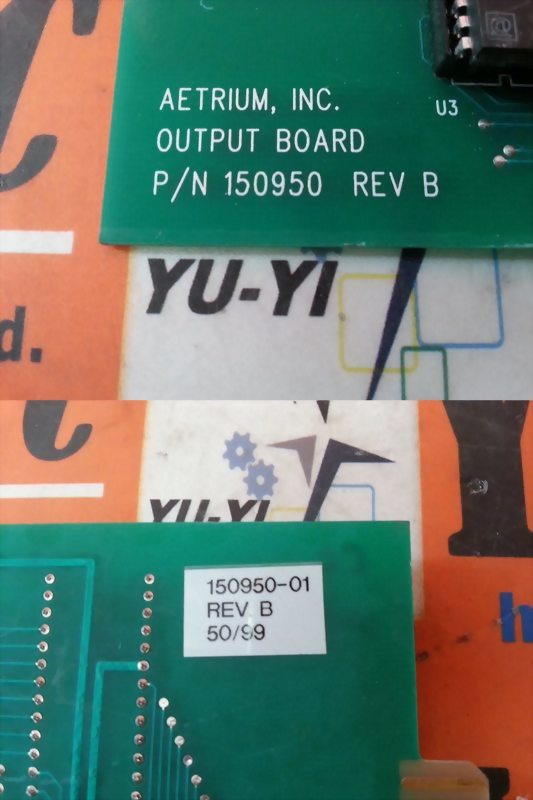 AETRIUM, INC.
OUTPUT BOARD
P/N 150950 REV B
U3
YU-YI
d.
YU-YI
150950-01
REV B
50/99
h